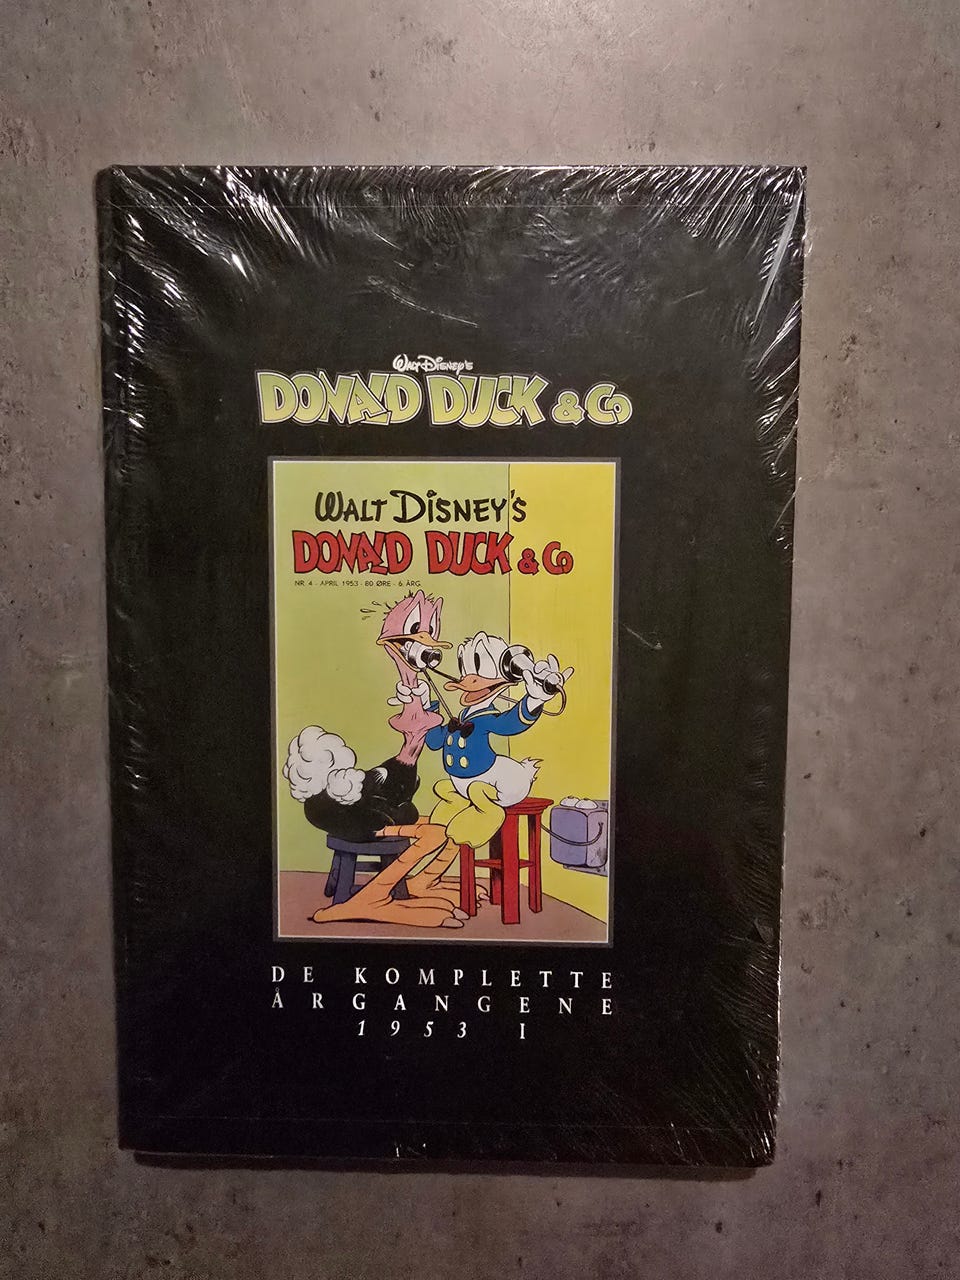 Walt Disney's
DONALD DUCK & Co
WALT DISNEY'S
DONALD DUCK & Co
NR. 4 - APRIL 1953 - 80 ØRE - 6. ÅRG.
DE KOMPLETTE
ÅRGANGENE
1953 I